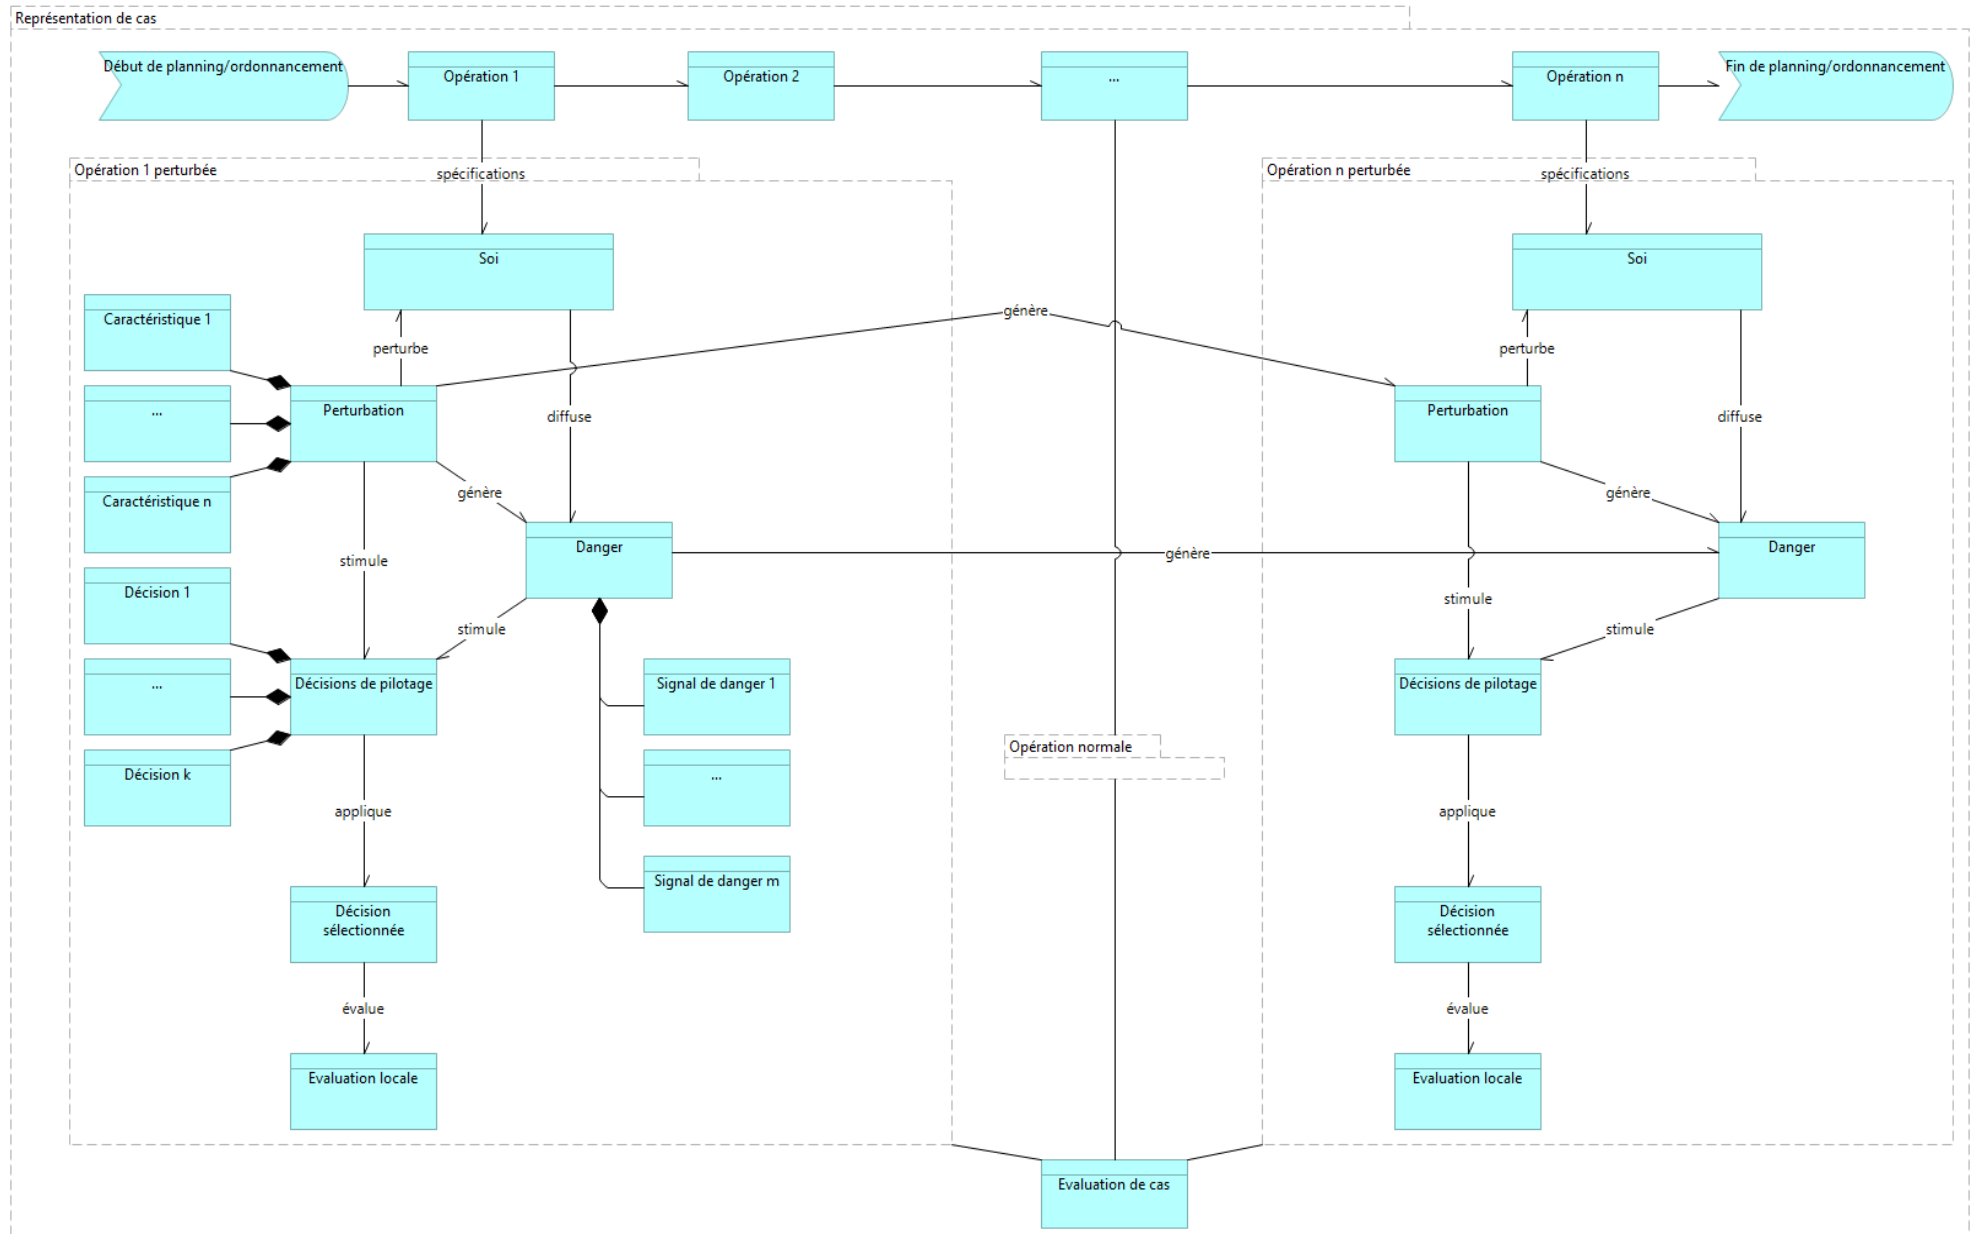 Représentation de cas
Début de planning/ordonnancement
Opération 1
Opération 2
...
Opération n
Fin de planning/ordonnancement
Opération 1 perturbée
spécifications
Opération n perturbée
spécifications
Soi
Soi
Caractéristique 1
génère
perturbe
perturbe
...
Perturbation
diffuse
Perturbation
diffuse
Caractéristique n
génère
génère
Danger
génère
Danger
stimule
stimule
Décision 1
stimule
stimule
...
Décisions de pilotage
Signal de danger 1
Décisions de pilotage
Opération normale
Décision k
...
applique
applique
Signal de danger m
Décision
sélectionnée
Décision
sélectionnée
évalue
évalue
Evaluation locale
Evaluation locale
Evaluation de cas